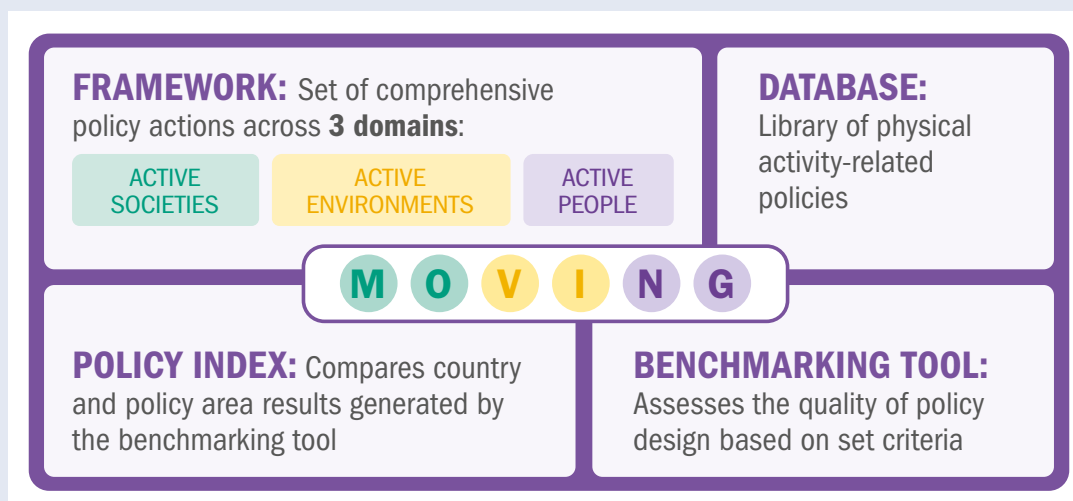 FRAMEWORK: Set of comprehensive
policy actions across 3 domains:
ACTIVE
SOCIETIES
ACTIVE
ENVIRONMENTS
ACTIVE
PEOPLE
DATABASE:
Library of physical
activity-related
policies
MOVING
POLICY INDEX: Compares country
and policy area results generated by
the benchmarking tool
BENCHMARKING TOOL:
Assesses the quality of policy
design based on set criteria